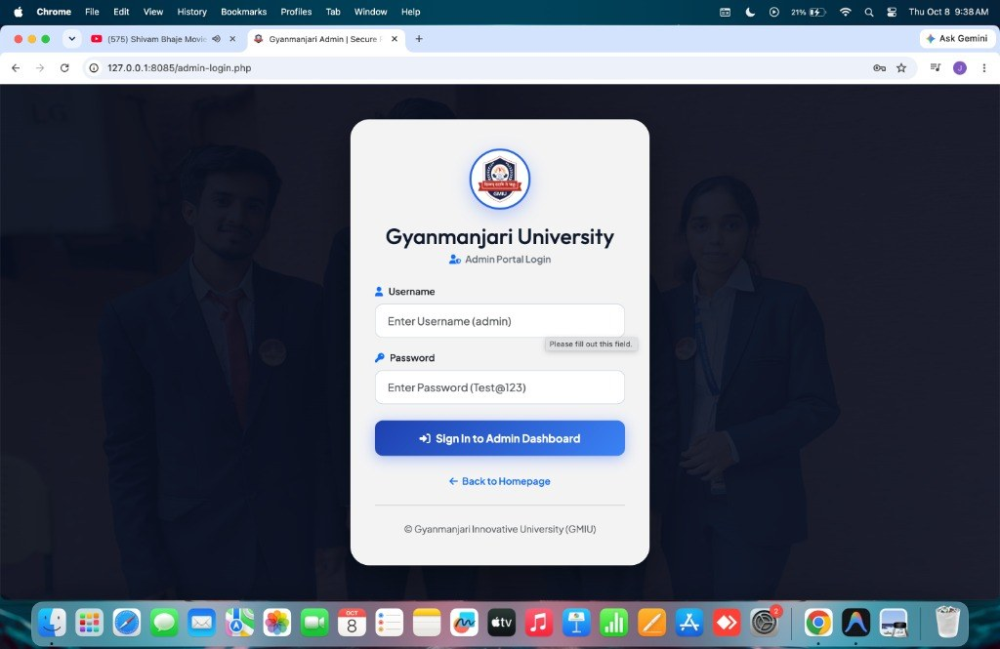 Chrome File Edit View History Bookmarks Profiles Tab Window Help 21% Thu Oct 8 9:38 AM
(575) Shivam Bhaje Movie Gyanmanjari Admin | Secure Ask Gemini
127.0.0.1:8085/admin-login.php J
GMIU
Gyanmanjari University
Admin Portal Login
Username
Enter Username (admin)
Please fill out this field.
Password
Enter Password (Test@123)
Sign In to Admin Dashboard
← Back to Homepage
© Gyanmanjari Innovative University (GMIU)
OCT
8
tv
2